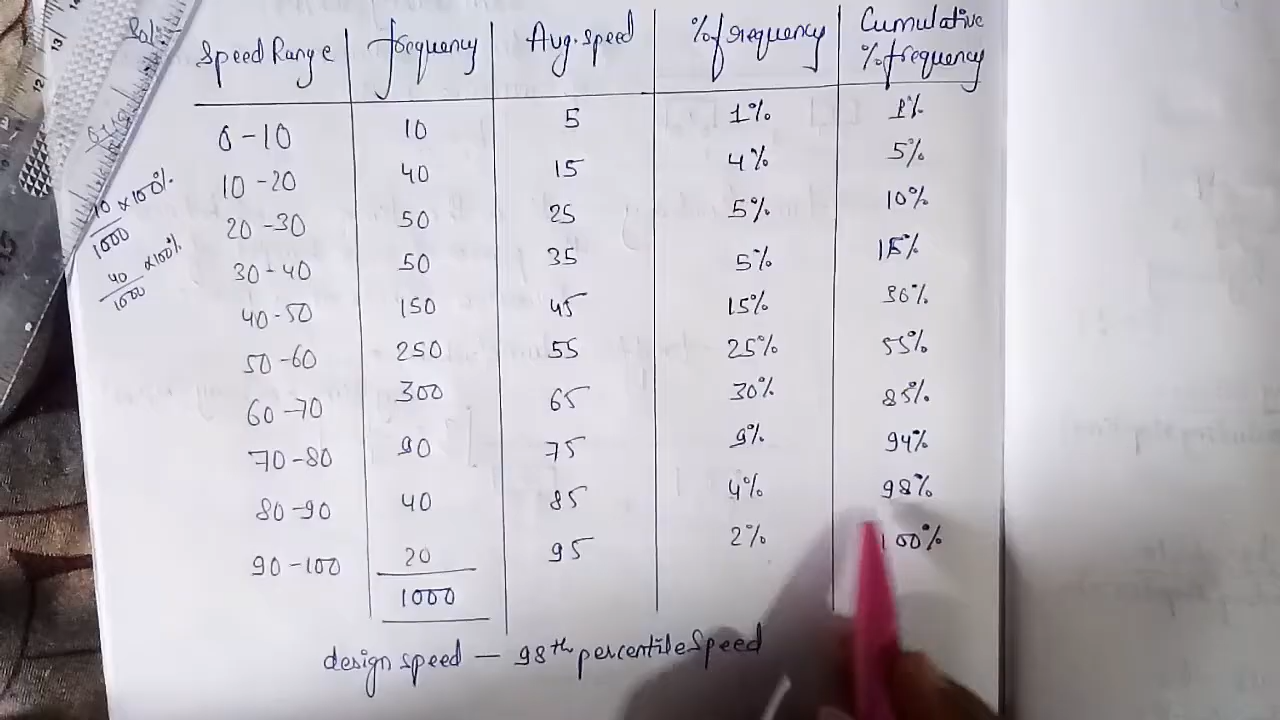 Speed Range frequency Avg. speed % frequency Cumulative % frequency
0-10 10 5 1% 1%
10-20 40 15 4% 5%
20-30 50 25 5% 10%
30-40 50 35 5% 15%
40-50 150 45 15% 30%
50-60 250 55 25% 55%
60-70 300 65 30% 85%
70-80 90 75 9% 94%
80-90 40 85 4% 98%
90-100 20 95 2% 100%
1000
10/1000 x100%
40/1000 x100%
design speed — 98th percentile Speed
13
12